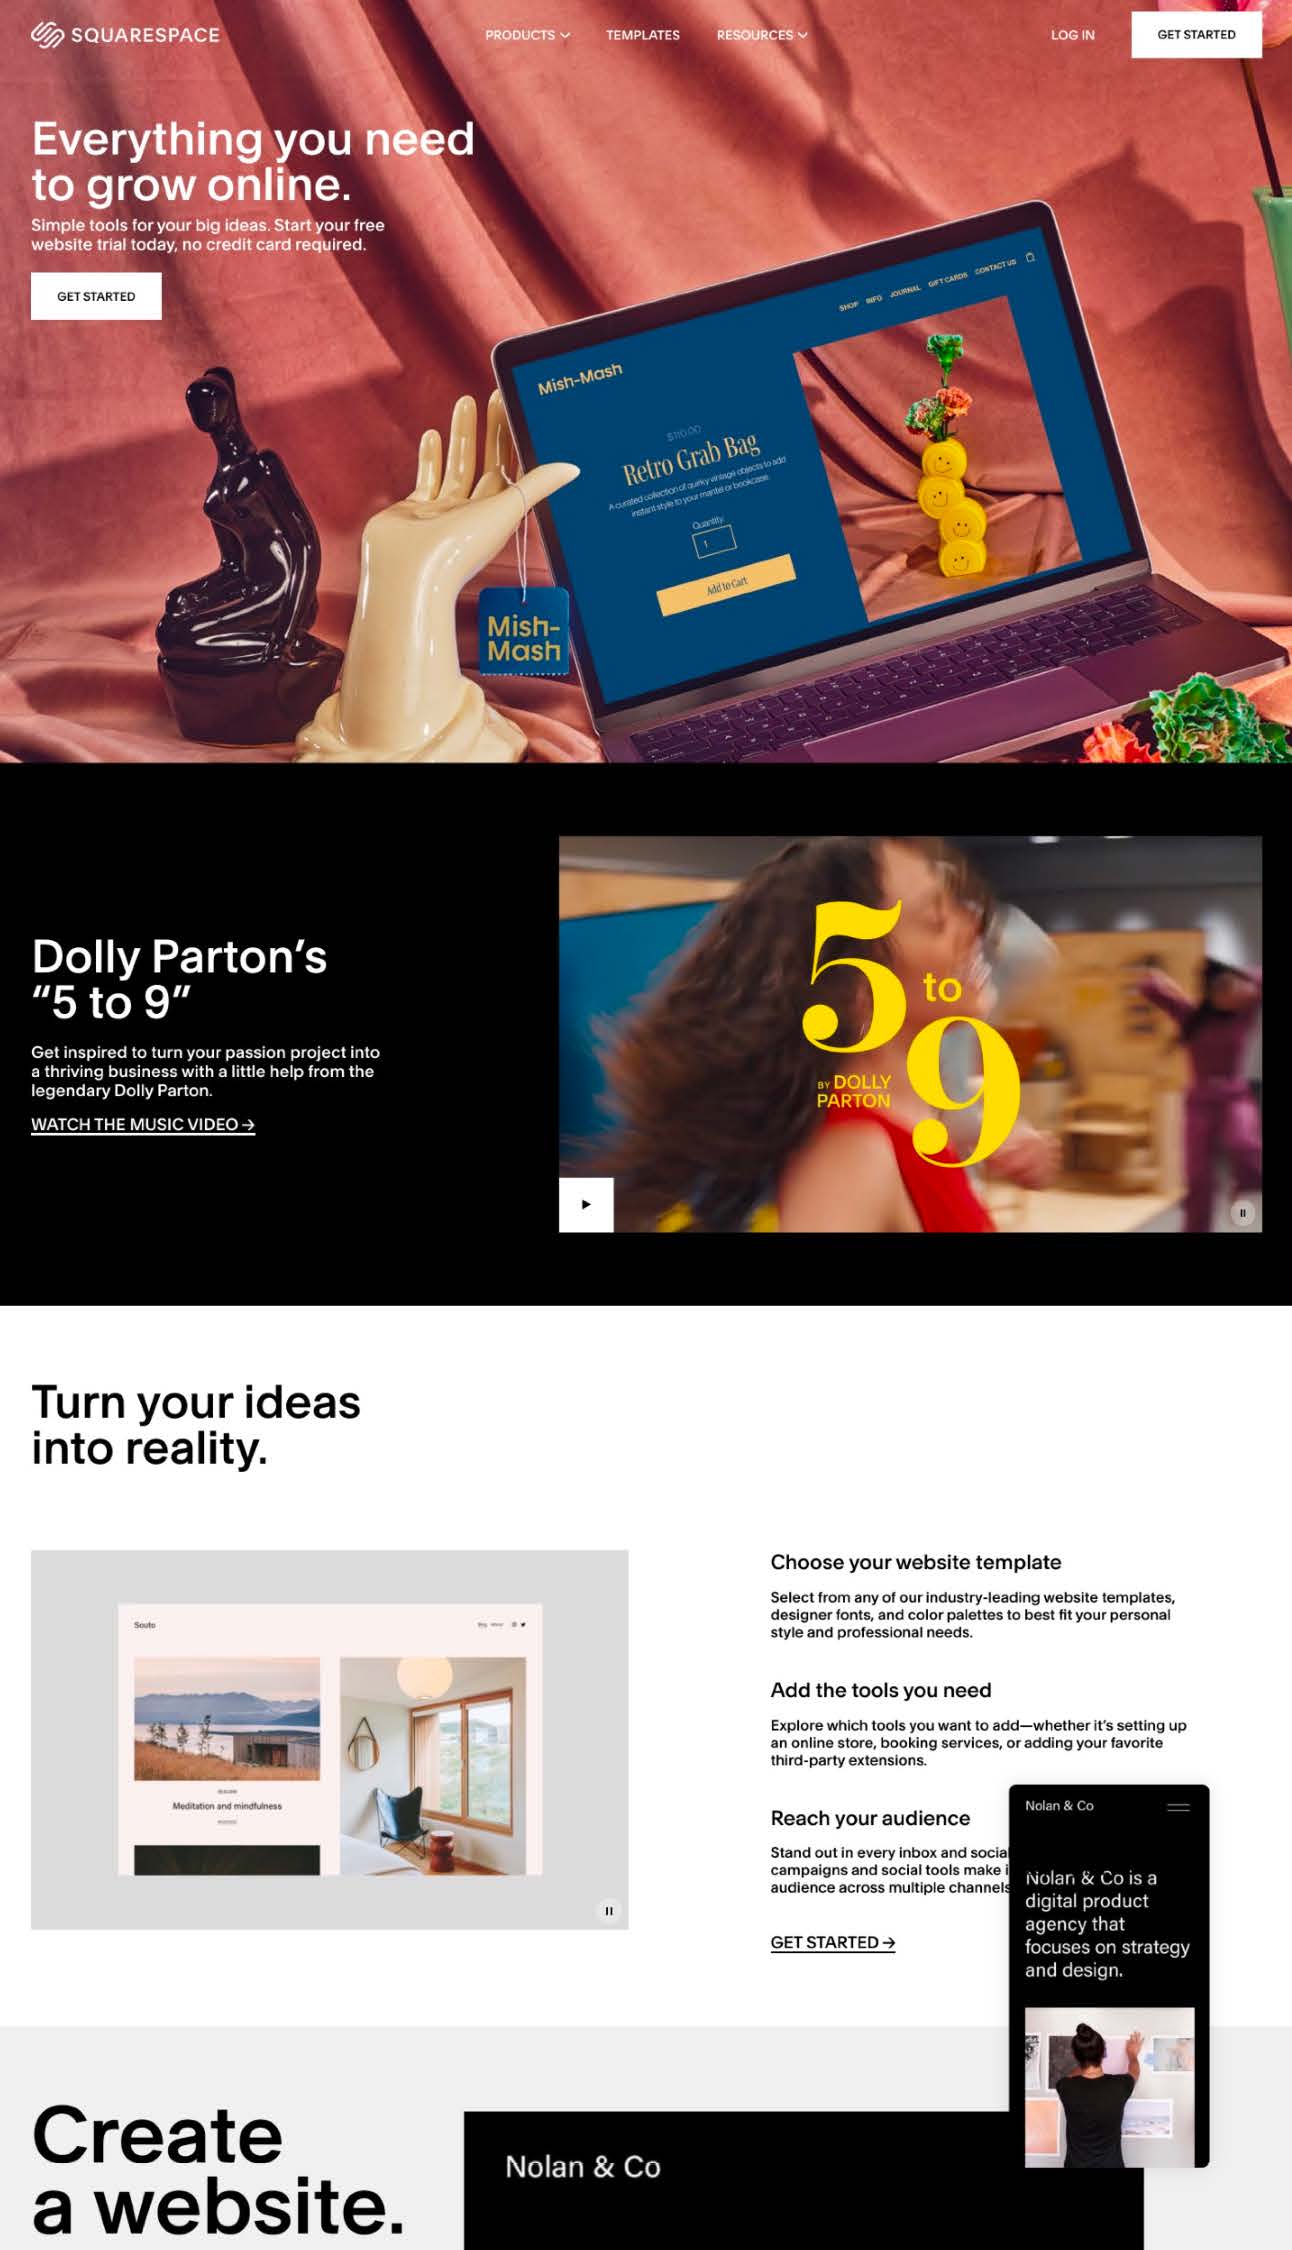 SQUARESPACE
PRODUCTS
TEMPLATES
RESOURCES
LOG IN
GET STARTED
Everything you need
to grow online.
Simple tools for your big ideas. Start your free
website trial today, no credit card required.
GET STARTED
SHOP INFO JOURNAL GIFT CARDS CONTACT US
Mish-Mash
$110.00
Retro Grab Bag
A curated collection of quirky vintage objects to add
instant style to your mantel or bookcase.
Quantity:
1
Add to Cart
Mish-
Mash
Dolly Parton’s
“5 to 9”
Get inspired to turn your passion project into
a thriving business with a little help from the
legendary Dolly Parton.
WATCH THE MUSIC VIDEO →
5
to
9
BY DOLLY
PARTON
Turn your ideas
into reality.
Souto
Blog About
Meditation and mindfulness
Choose your website template
Select from any of our industry-leading website templates,
designer fonts, and color palettes to best fit your personal
style and professional needs.
Add the tools you need
Explore which tools you want to add—whether it’s setting up
an online store, booking services, or adding your favorite
third-party extensions.
Reach your audience
Stand out in every inbox and social
campaigns and social tools make i
audience across multiple channels
GET STARTED →
Nolan & Co
Nolan & Co is a
digital product
agency that
focuses on strategy
and design.
Create
a website.
Nolan & Co